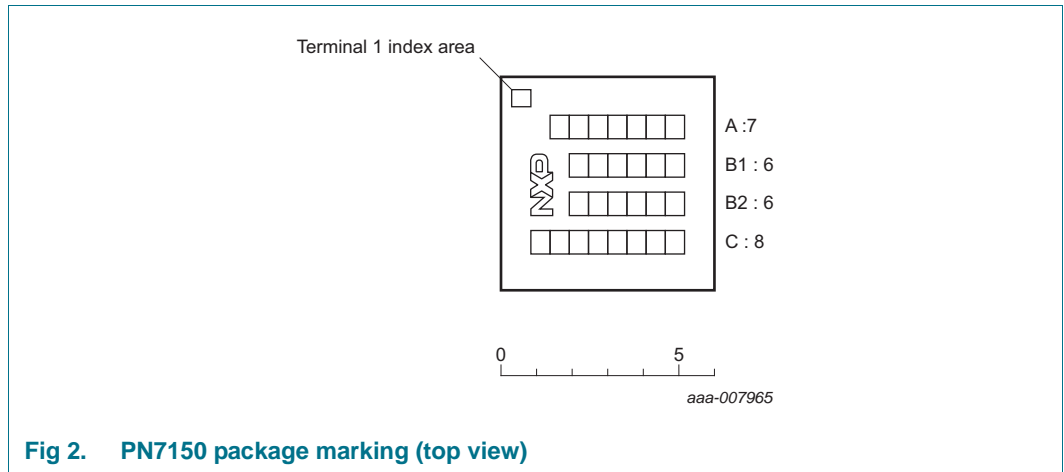 Terminal 1 index area
A :7
B1 : 6
NXP
B2 : 6
C : 8
0 5
aaa-007965
Fig 2. PN7150 package marking (top view)